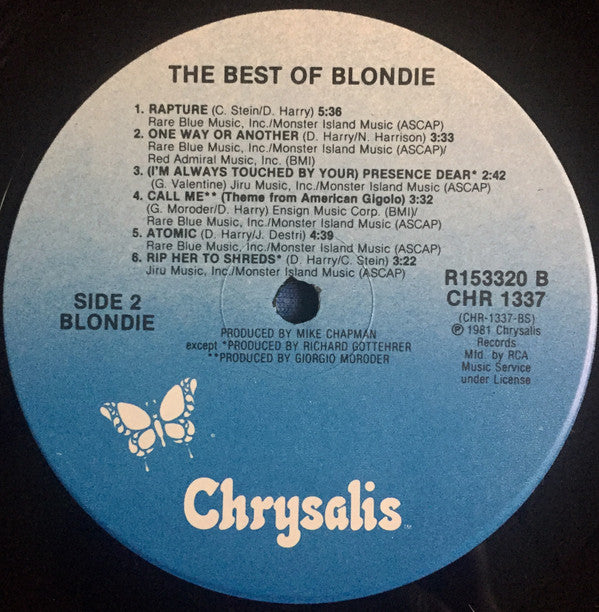 THE BEST OF BLONDIE
1. RAPTURE (C. Stein/D. Harry) 5:36
Rare Blue Music, Inc./Monster Island Music (ASCAP)
2. ONE WAY OR ANOTHER (D. Harry/N. Harrison) 3:33
Rare Blue Music, Inc./Monster Island Music (ASCAP)/
Red Admiral Music, Inc. (BMI)
3. (I'M ALWAYS TOUCHED BY YOUR) PRESENCE DEAR* 2:42
(G. Valentine) Jiru Music, Inc./Monster Island Music (ASCAP)
4. CALL ME** (Theme from American Gigolo) 3:32
(G. Moroder/D. Harry) Ensign Music Corp. (BMI)/
Rare Blue Music, Inc./Monster Island Music (ASCAP)
5. ATOMIC (D. Harry/J. Destri) 4:39
Rare Blue Music, Inc./Monster Island Music (ASCAP)
6. RIP HER TO SHREDS* (D. Harry/C. Stein) 3:22
Jiru Music, Inc./Monster Island Music (ASCAP)
SIDE 2
BLONDIE
R153320 B
CHR 1337
(CHR-1337-BS)
℗ 1981 Chrysalis
Records
Mfd. by RCA
Music Service
under License
PRODUCED BY MIKE CHAPMAN
except *PRODUCED BY RICHARD GOTTEHRER
**PRODUCED BY GIORGIO MORODER
Chrysalis
TM